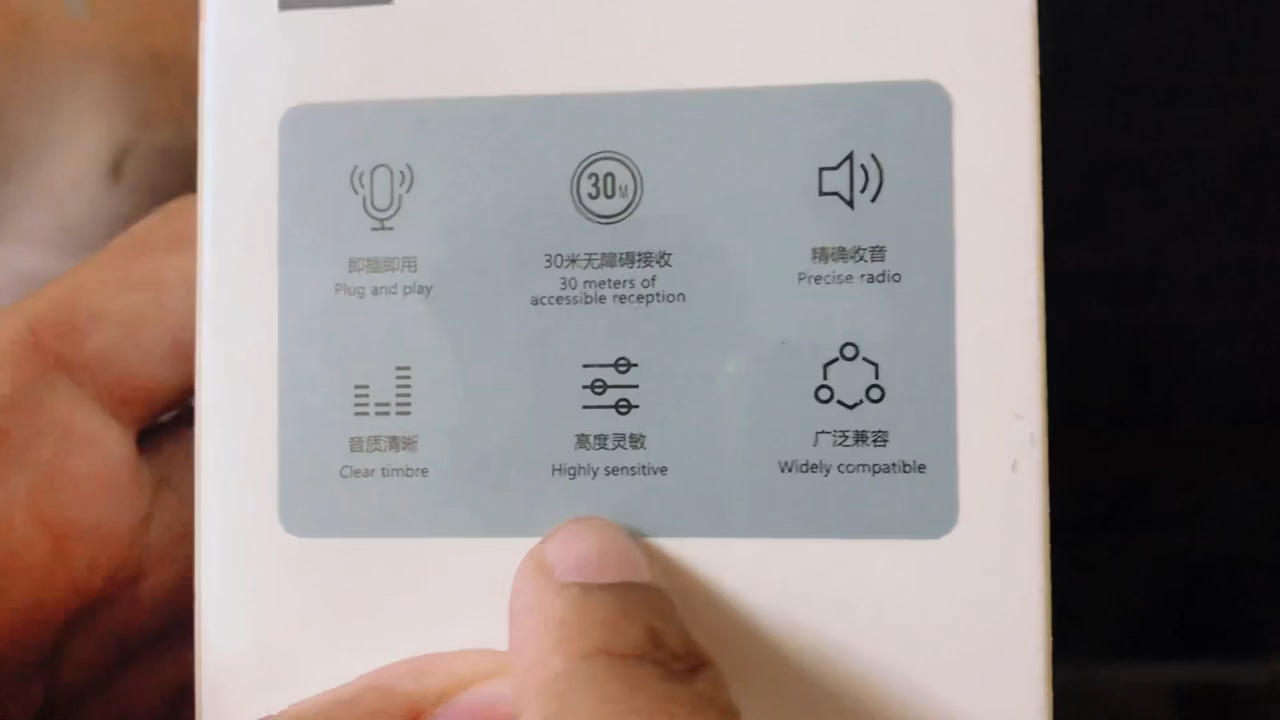 30M
即插即用
Plug and play
30米无障碍接收
30 meters of
accessible reception
精确收音
Precise radio
音质清晰
Clear timbre
高度灵敏
Highly sensitive
广泛兼容
Widely compatible